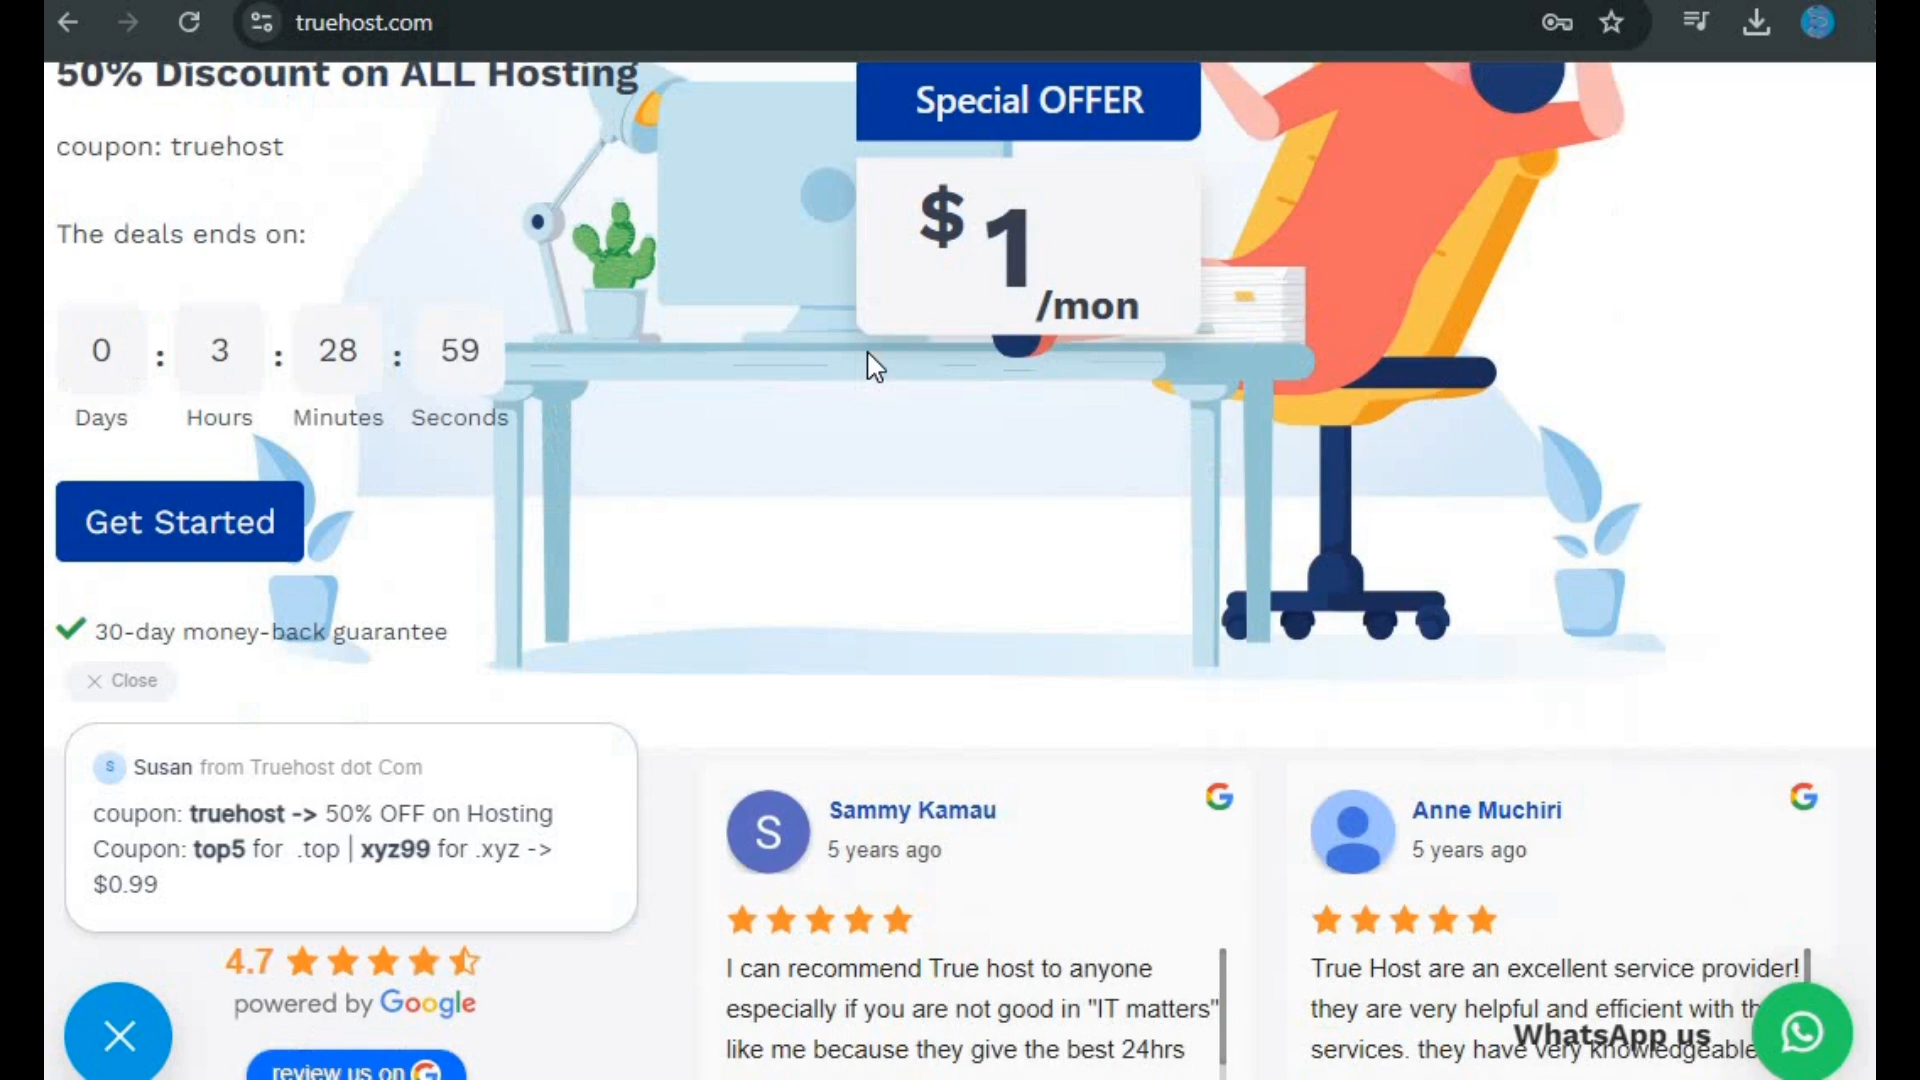 truehost.com
50% Discount on ALL Hosting
coupon: truehost
The deals ends on:
0 : 3 : 28 : 59
Days Hours Minutes Seconds
Get Started
30-day money-back guarantee
Special OFFER
$ 1
/mon
Close
S Susan from Truehost dot Com
coupon: truehost -> 50% OFF on Hosting
Coupon: top5 for .top | xyz99 for .xyz ->
$0.99
4.7
powered by Google
review us on G
S
Sammy Kamau
5 years ago
G
I can recommend True host to anyone
especially if you are not good in "IT matters"
like me because they give the best 24hrs
Anne Muchiri
5 years ago
G
True Host are an excellent service provider!
they are very helpful and efficient with
services. they have very knowledgeable
WhatsApp us